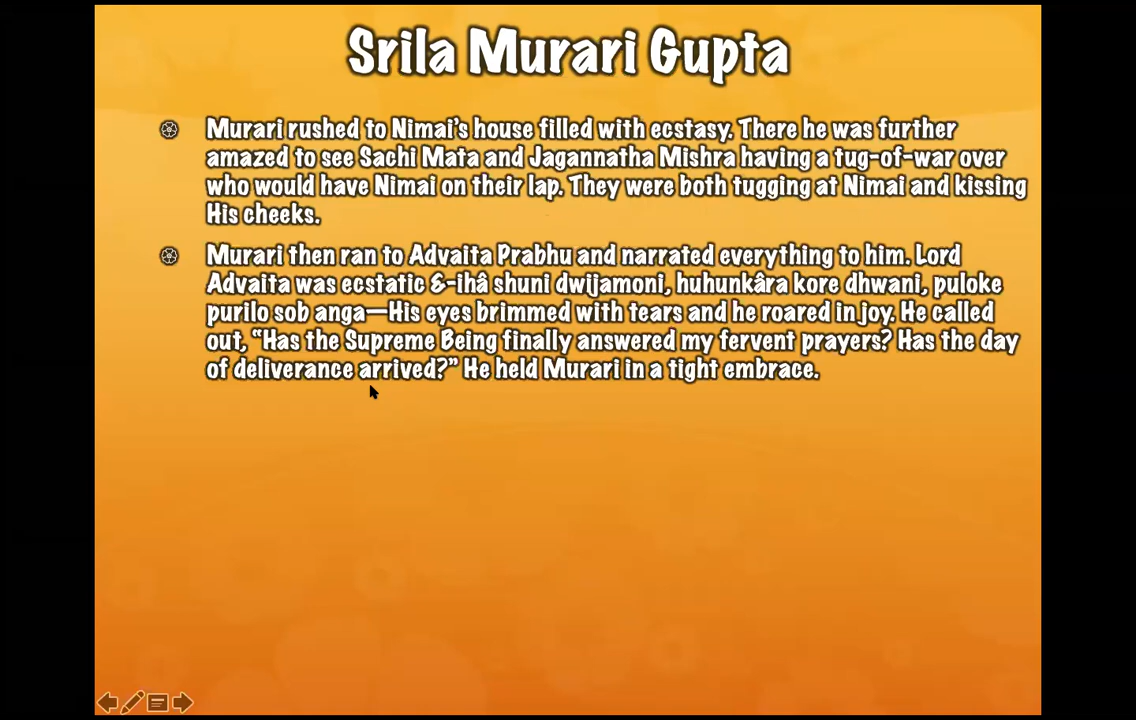 Srila Murari Gupta
Murari rushed to Nimai's house filled with ecstasy. There he was further
amazed to see Sachi Mata and Jagannatha Mishra having a tug-of-war over
who would have Nimai on their lap. They were both tugging at Nimai and kissing
His cheeks.
Murari then ran to Advaita Prabhu and narrated everything to him. Lord
Advaita was ecstatic &-ihâ shuni dwijamoni, huhunkâra kore dhwani, puloke
purilo sob anga—His eyes brimmed with tears and he roared in joy. He called
out, “Has the Supreme Being finally answered my fervent prayers? Has the day
of deliverance arrived?” He held Murari in a tight embrace.